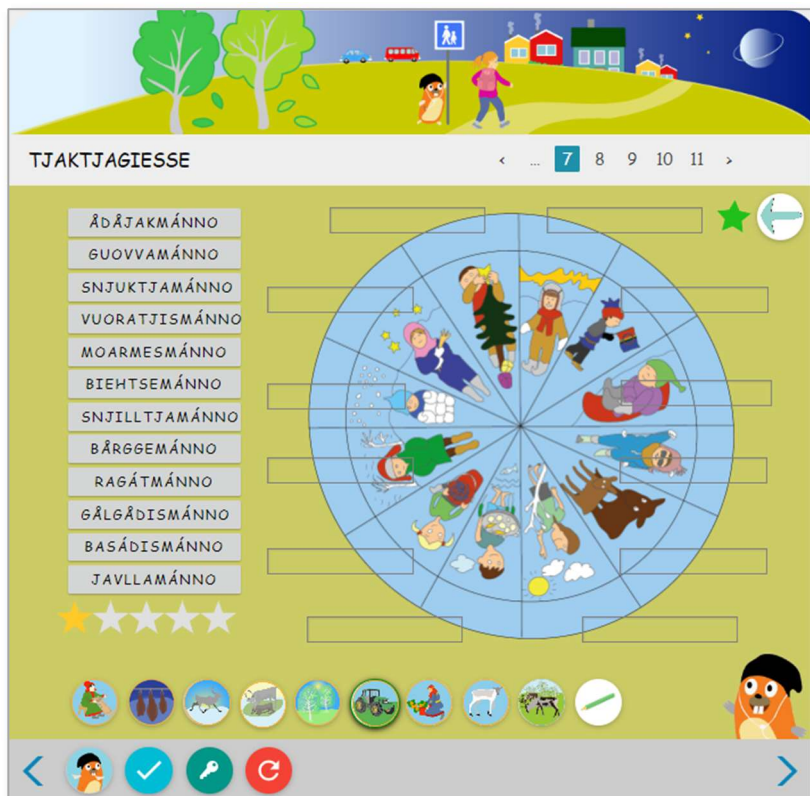 TJAKTJAGIESSE
‹ ... 7 8 9 10 11 ›
ÅDÅJAKMÁNNO
GUOVVAMÁNNO
SNJUKTJAMÁNNO
VUORATJISMÁNNO
MOARMESMÁNNO
BIEHTSEMÁNNO
SNJILLTJAMÁNNO
BÅRGGEMÁNNO
RAGÁTMÁNNO
GÅLGÅDISMÁNNO
BASÁDISMÁNNO
JAVLLAMÁNNO